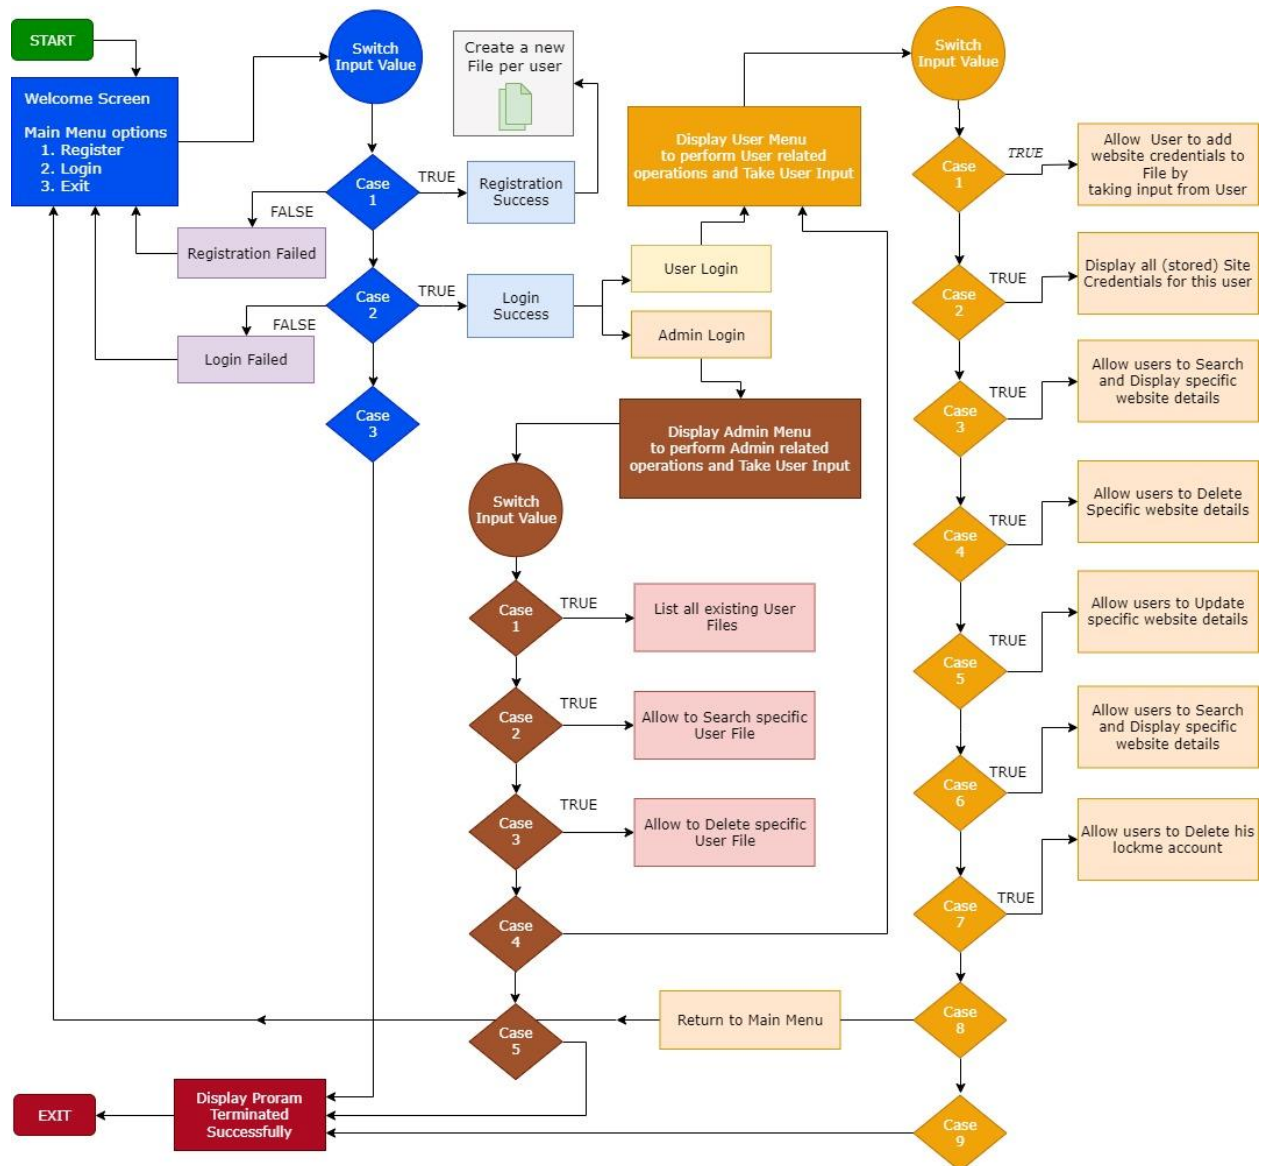 START
Welcome Screen
Main Menu options
1. Register
2. Login
3. Exit
Switch
Input Value
Case
1
TRUE
Registration
Success
Create a new
File per user
FALSE
Registration Failed
Case
2
TRUE
Login
Success
FALSE
Login Failed
Case
3
User Login
Admin Login
Display User Menu
to perform User related
operations and Take User Input
Display Admin Menu
to perform Admin related
operations and Take User Input
Switch
Input Value
Case
1
TRUE
List all existing User
Files
Case
2
TRUE
Allow to Search specific
User File
Case
3
TRUE
Allow to Delete specific
User File
Case
4
Case
5
Switch
Input Value
Case
1
TRUE
Allow User to add
website credentials to
File by
taking input from User
Case
2
TRUE
Display all (stored) Site
Credentials for this user
Case
3
TRUE
Allow users to Search
and Display specific
website details
Case
4
TRUE
Allow users to Delete
Specific website details
Case
5
TRUE
Allow users to Update
specific website details
Case
6
TRUE
Allow users to Search
and Display specific
website details
Case
7
TRUE
Allow users to Delete his
lockme account
Case
8
Return to Main Menu
Case
9
Display Proram
Terminated
Successfully
EXIT